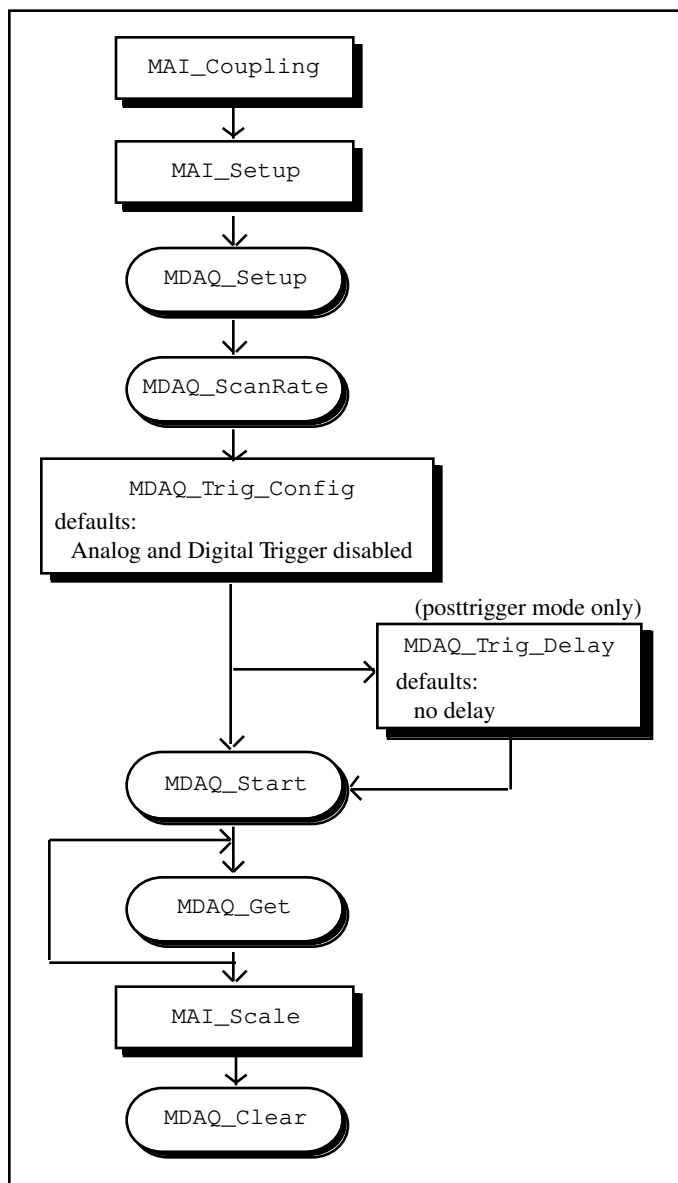 MAI_Coupling
MAI_Setup
MDAQ_Setup
MDAQ_ScanRate
MDAQ_Trig_Config
defaults:
Analog and Digital Trigger disabled
(posttrigger mode only)
MDAQ_Trig_Delay
defaults:
no delay
MDAQ_Start
MDAQ_Get
MAI_Scale
MDAQ_Clear